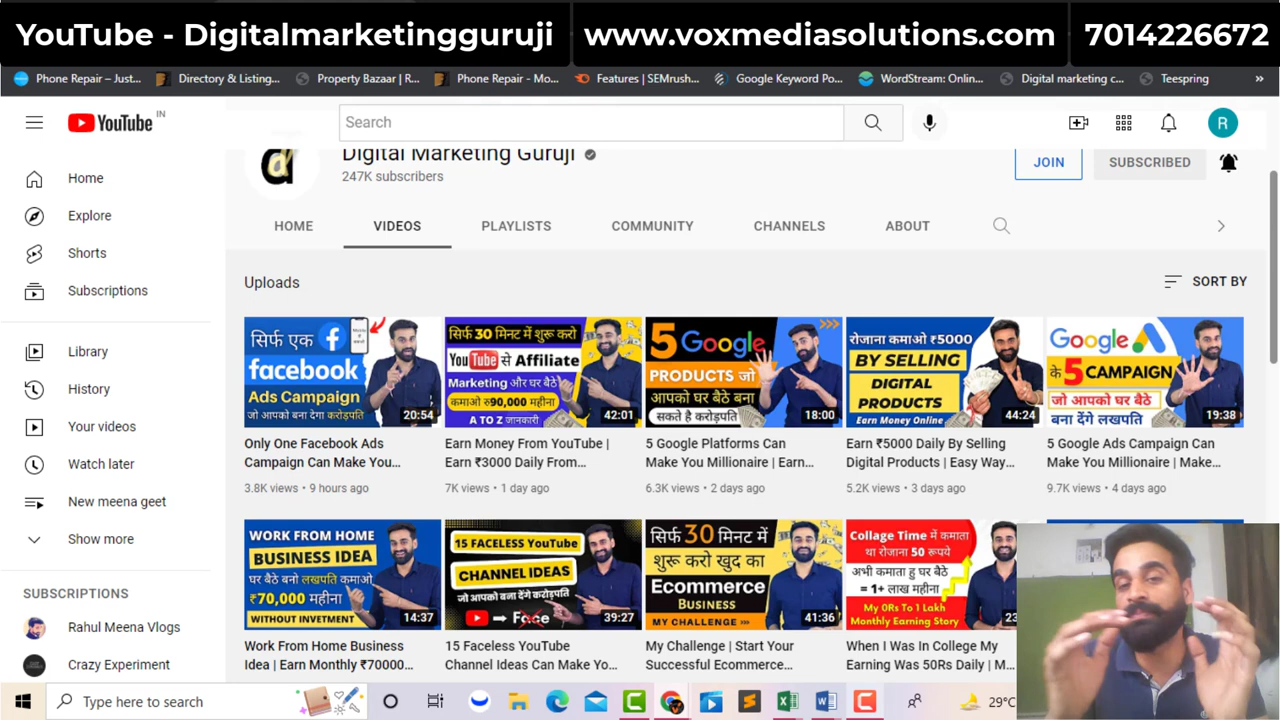 YouTube - Digitalmarketingguruji
www.voxmediasolutions.com
7014226672
Phone Repair – Just...
Directory & Listing...
Property Bazaar | R...
Phone Repair - Mo...
Features | SEMrush...
Google Keyword Po...
WordStream: Onlin...
Digital marketing c...
Teespring
»
YouTube IN
Search
R
Digital Marketing Guruji
247K subscribers
JOIN
SUBSCRIBED
Home
Explore
Shorts
Subscriptions
Library
History
Your videos
Watch later
New meena geet
Show more
SUBSCRIPTIONS
Rahul Meena Vlogs
Crazy Experiment
HOME
VIDEOS
PLAYLISTS
COMMUNITY
CHANNELS
ABOUT
Uploads
SORT BY
सिर्फ एक
facebook
Ads Campaign
जो आपको बना देगा करोड़पति
20:54
Only One Facebook Ads
Campaign Can Make You...
3.8K views • 9 hours ago
सिर्फ 30 मिनट में शुरू करो
YouTube से Affiliate
Marketing और घर बैठे
कमाओ रु90,000 महीना
A TO Z जानकारी
42:01
Earn Money From YouTube |
Earn ₹3000 Daily From...
7K views • 1 day ago
5 Google
PRODUCTS जो
आपको घर बैठे बना
सकते है करोड़पति
18:00
5 Google Platforms Can
Make You Millionaire | Earn...
6.3K views • 2 days ago
रोजाना कमाओ ₹5000
BY SELLING
DIGITAL
PRODUCTS
Earn Money Online
44:24
Earn ₹5000 Daily By Selling
Digital Products | Easy Way...
5.2K views • 3 days ago
Google
के 5 CAMPAIGN
जो आपको घर बैठे
बना देंगे लखपति
19:38
5 Google Ads Campaign Can
Make You Millionaire | Make...
9.7K views • 4 days ago
WORK FROM HOME
BUSINESS IDEA
घर बैठे बनो लखपति कमाओ
₹70,000 महीना
WITHOUT INVETMENT
14:37
Work From Home Business
Idea | Earn Monthly ₹70000...
15 FACELESS YouTube
CHANNEL IDEAS
जो आपको बना देंगे करोड़पति
Face
39:27
15 Faceless YouTube
Channel Ideas Can Make Yo...
सिर्फ 30 मिनट में
शुरू करो खुद का
Ecommerce
BUSINESS
MY CHALLENGE >>>
41:36
My Challenge | Start Your
Successful Ecommerce...
Collage Time में कमाता
था रोजाना 50 रूपये
अभी कमाता हु घर बैठे
= 1+ लाख महीना
My 0Rs To 1 Lakh
Monthly Earning Story
23
When I Was In College My
Earning Was 50Rs Daily | M...
Type here to search
29°C